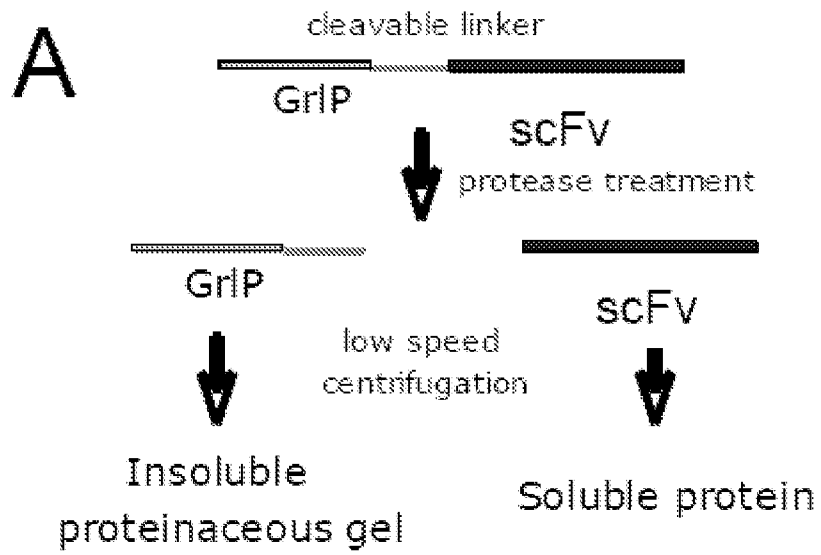 A
cleavable linker
GrlP
scFv
protease treatment
GrlP
scFv
low speed
centrifugation
Insoluble
proteinaceous gel
Soluble protein